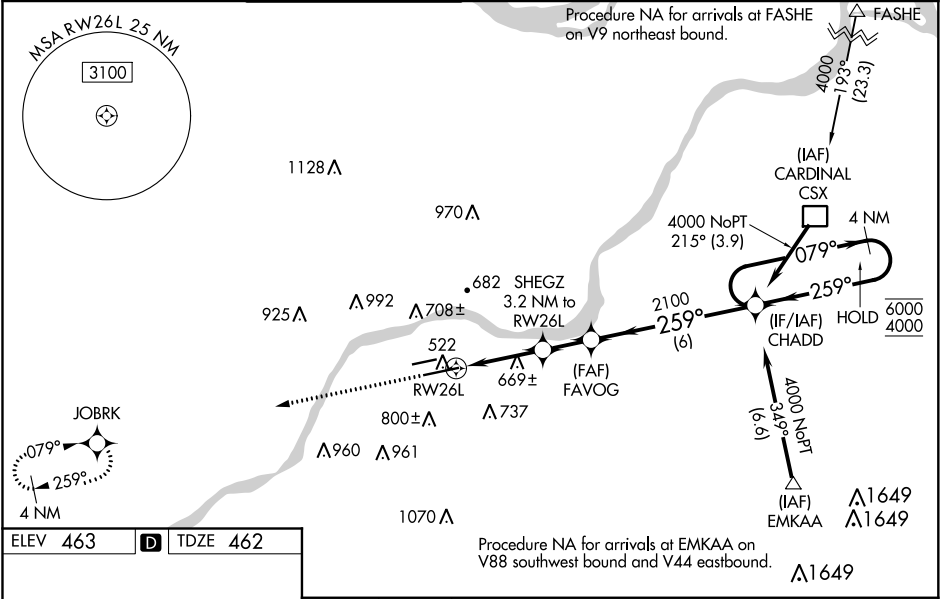 MSA RW26L 25 NM
3100
Procedure NA for arrivals at FASHE
on V9 northeast bound.
FASHE
4000
193°
(23.3)
(IAF)
CARDINAL
CSX
4000 NoPT
215° (3.9)
4 NM
079°
259°
HOLD
6000
4000
(IF/IAF)
CHADD
2100
259°
(6)
1128
970
682
SHEGZ
3.2 NM to
RW26L
925
992
708±
522
RW26L
669±
(FAF)
FAVOG
737
800±
960
961
1070
4000 NoPT
349°
(6.6)
(IAF)
EMKAA
1649
1649
1649
JOBRK
079°
259°
4 NM
ELEV 463
D
TDZE 462
Procedure NA for arrivals at EMKAA on
V88 southwest bound and V44 eastbound.